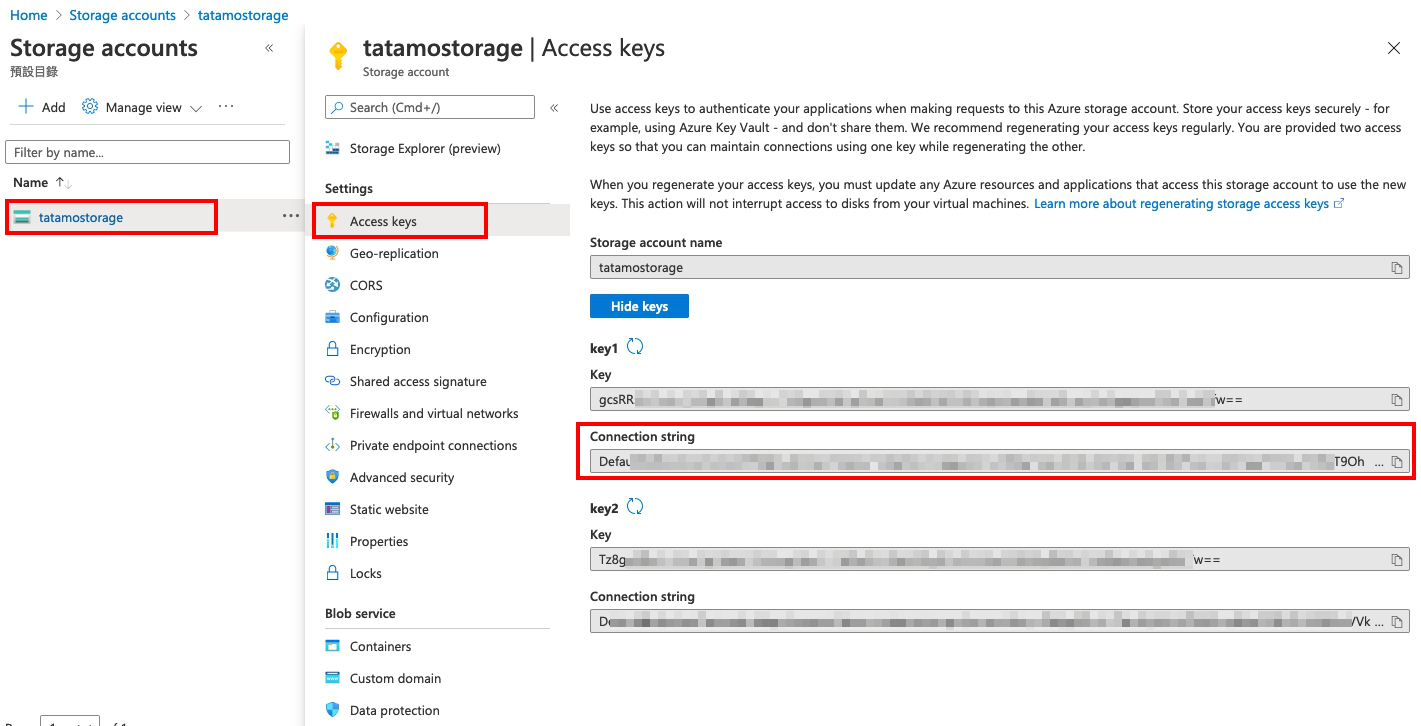 Home > Storage accounts > tatamostorage
Storage accounts
預設目錄
Add Manage view ...
Filter by name...
Name
tatamostorage ...
tatamostorage | Access keys
Storage account
Search (Cmd+/)
Storage Explorer (preview)
Settings
Access keys
Geo-replication
CORS
Configuration
Encryption
Shared access signature
Firewalls and virtual networks
Private endpoint connections
Advanced security
Static website
Properties
Locks
Blob service
Containers
Custom domain
Data protection
Use access keys to authenticate your applications when making requests to this Azure storage account. Store your access keys securely - for
example, using Azure Key Vault - and don't share them. We recommend regenerating your access keys regularly. You are provided two access
keys so that you can maintain connections using one key while regenerating the other.
When you regenerate your access keys, you must update any Azure resources and applications that access this storage account to use the new
keys. This action will not interrupt access to disks from your virtual machines. Learn more about regenerating storage access keys
Storage account name
tatamostorage
Hide keys
key1
Key
gcsRR w==
Connection string
Defau T9Oh ...
key2
Key
Tz8g w==
Connection string
/Vk ...